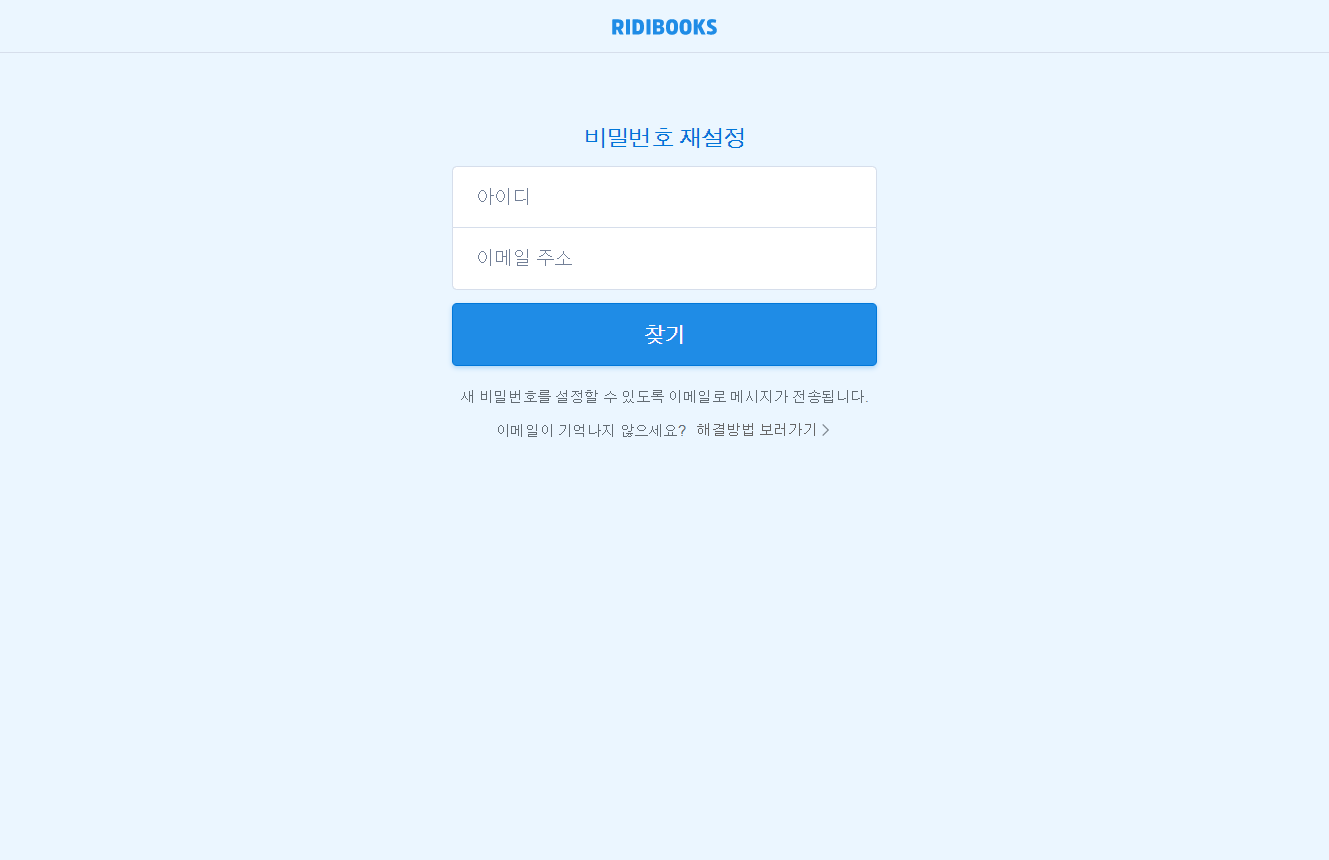 RIDIBOOKS
비밀번호 재설정
아이디
이메일 주소
찾기
새 비밀번호를 설정할 수 있도록 이메일로 메시지가 전송됩니다.
이메일이 기억나지 않으세요? 해결방법 보러가기